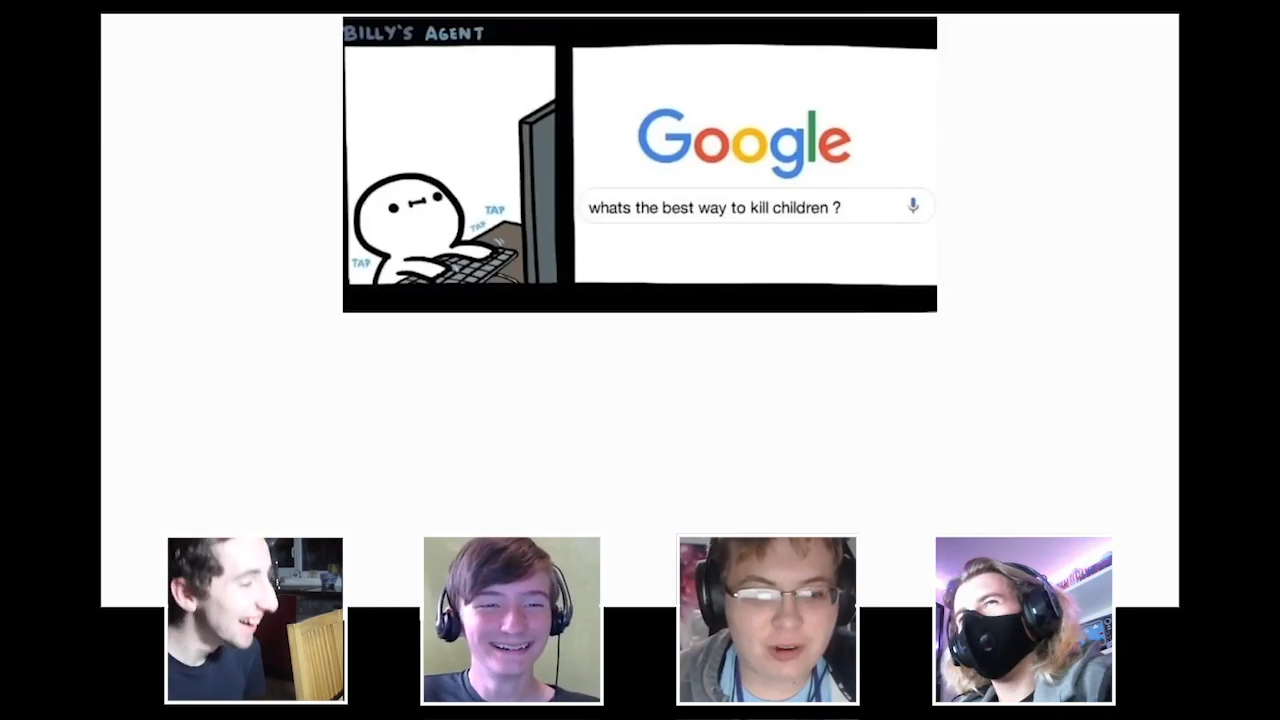 BILLY'S AGENT
Google
whats the best way to kill children ?
TAP
TAP
TAP